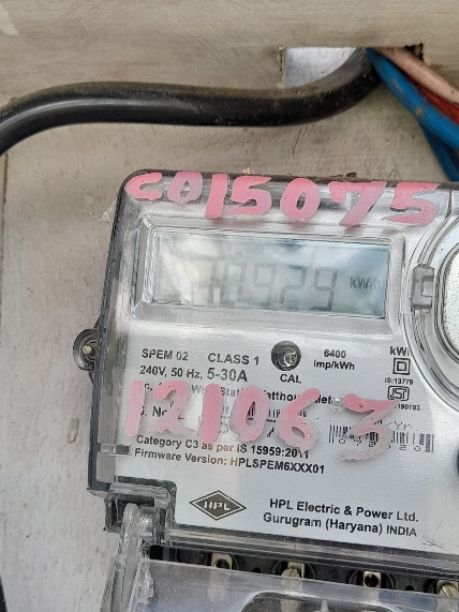 C015075
10929 kWh
SPEM 02 CLASS 1 6400 kWh
imp/kWh
240V, 50 Hz, 5-30A CAL IS:13779
121063
Category C3 as per IS 15959:2011
Firmware Version: HPLSPEM6XXX01
HPL HPL Electric & Power Ltd.
Gurugram (Haryana) INDIA